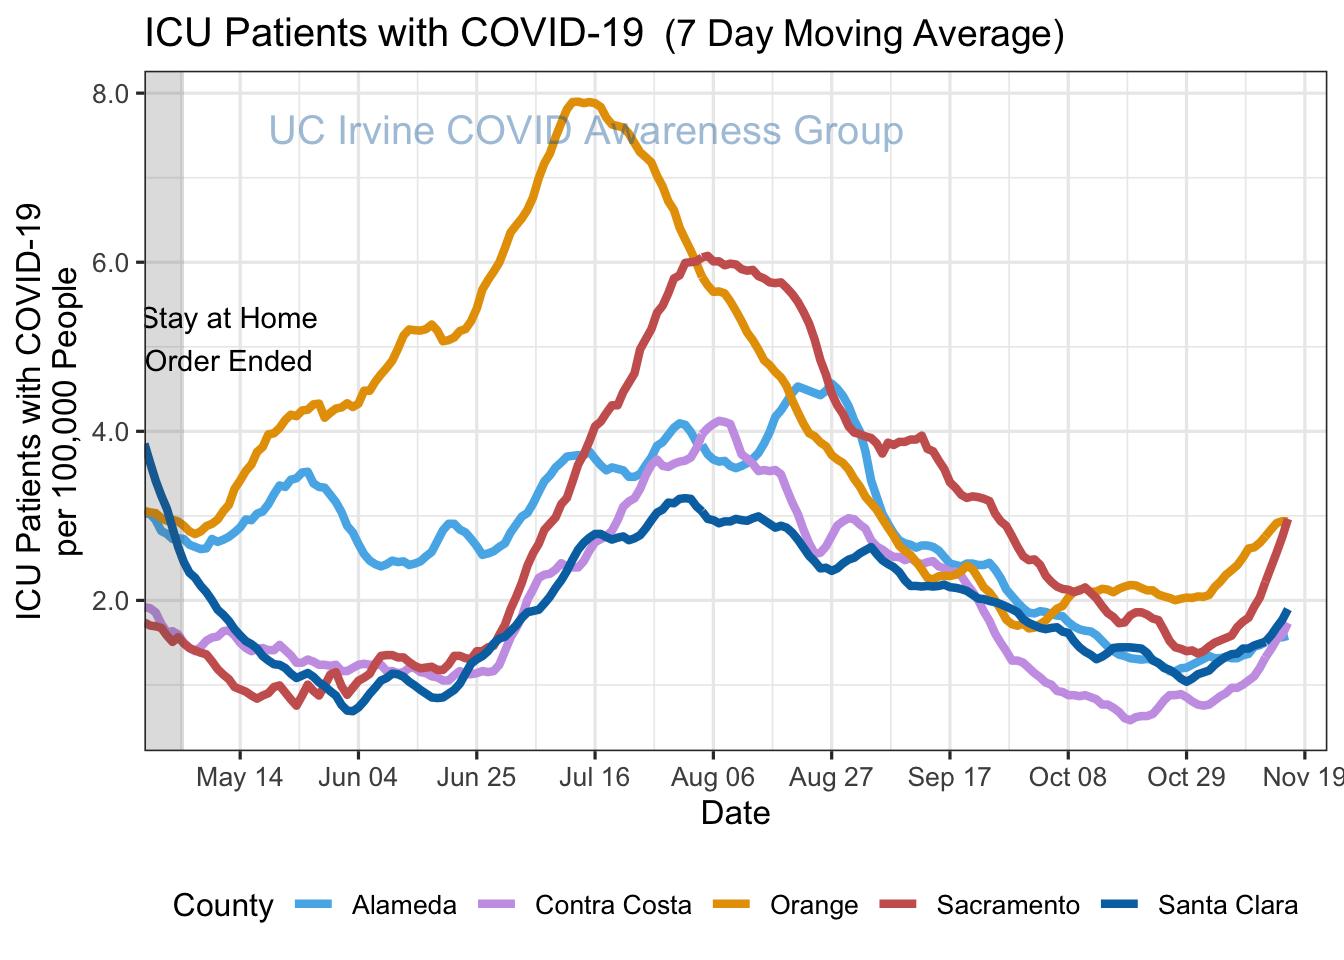 ICU Patients with COVID-19 (7 Day Moving Average)
UC Irvine COVID Awareness Group
8.0
6.0
4.0
2.0
ICU Patients with COVID-19
per 100,000 People
Stay at Home
Order Ended
May 14 Jun 04 Jun 25 Jul 16 Aug 06 Aug 27 Sep 17 Oct 08 Oct 29 Nov 19
Date
County Alameda Contra Costa Orange Sacramento Santa Clara